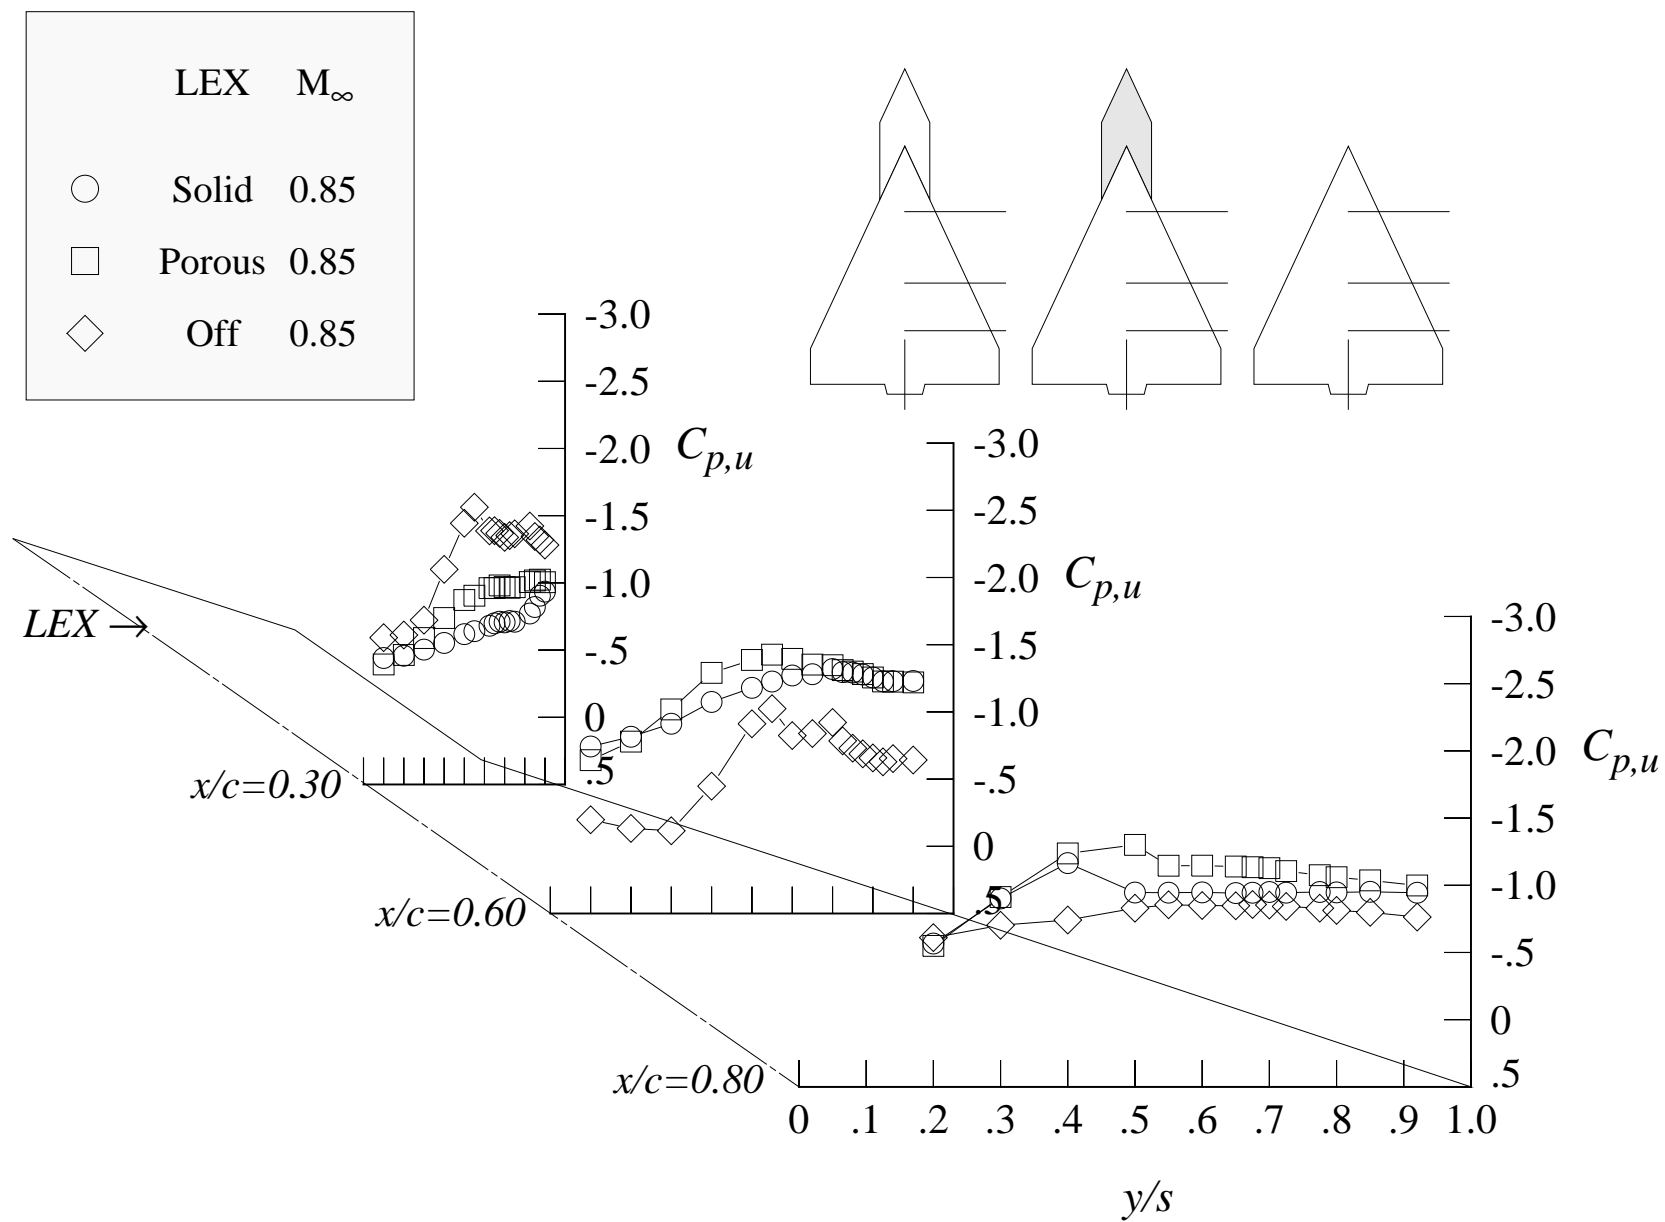 LEX M∞
Solid 0.85
Porous 0.85
Off 0.85
-3.0
-2.5
-2.0
-1.5
-1.0
-.5
0
.5
Cp,u
x/c=0.30
LEX →
-3.0
-2.5
-2.0
-1.5
-1.0
-.5
0
.5
Cp,u
x/c=0.60
-3.0
-2.5
-2.0
-1.5
-1.0
-.5
0
.5
Cp,u
x/c=0.80
0 .1 .2 .3 .4 .5 .6 .7 .8 .9 1.0
y/s